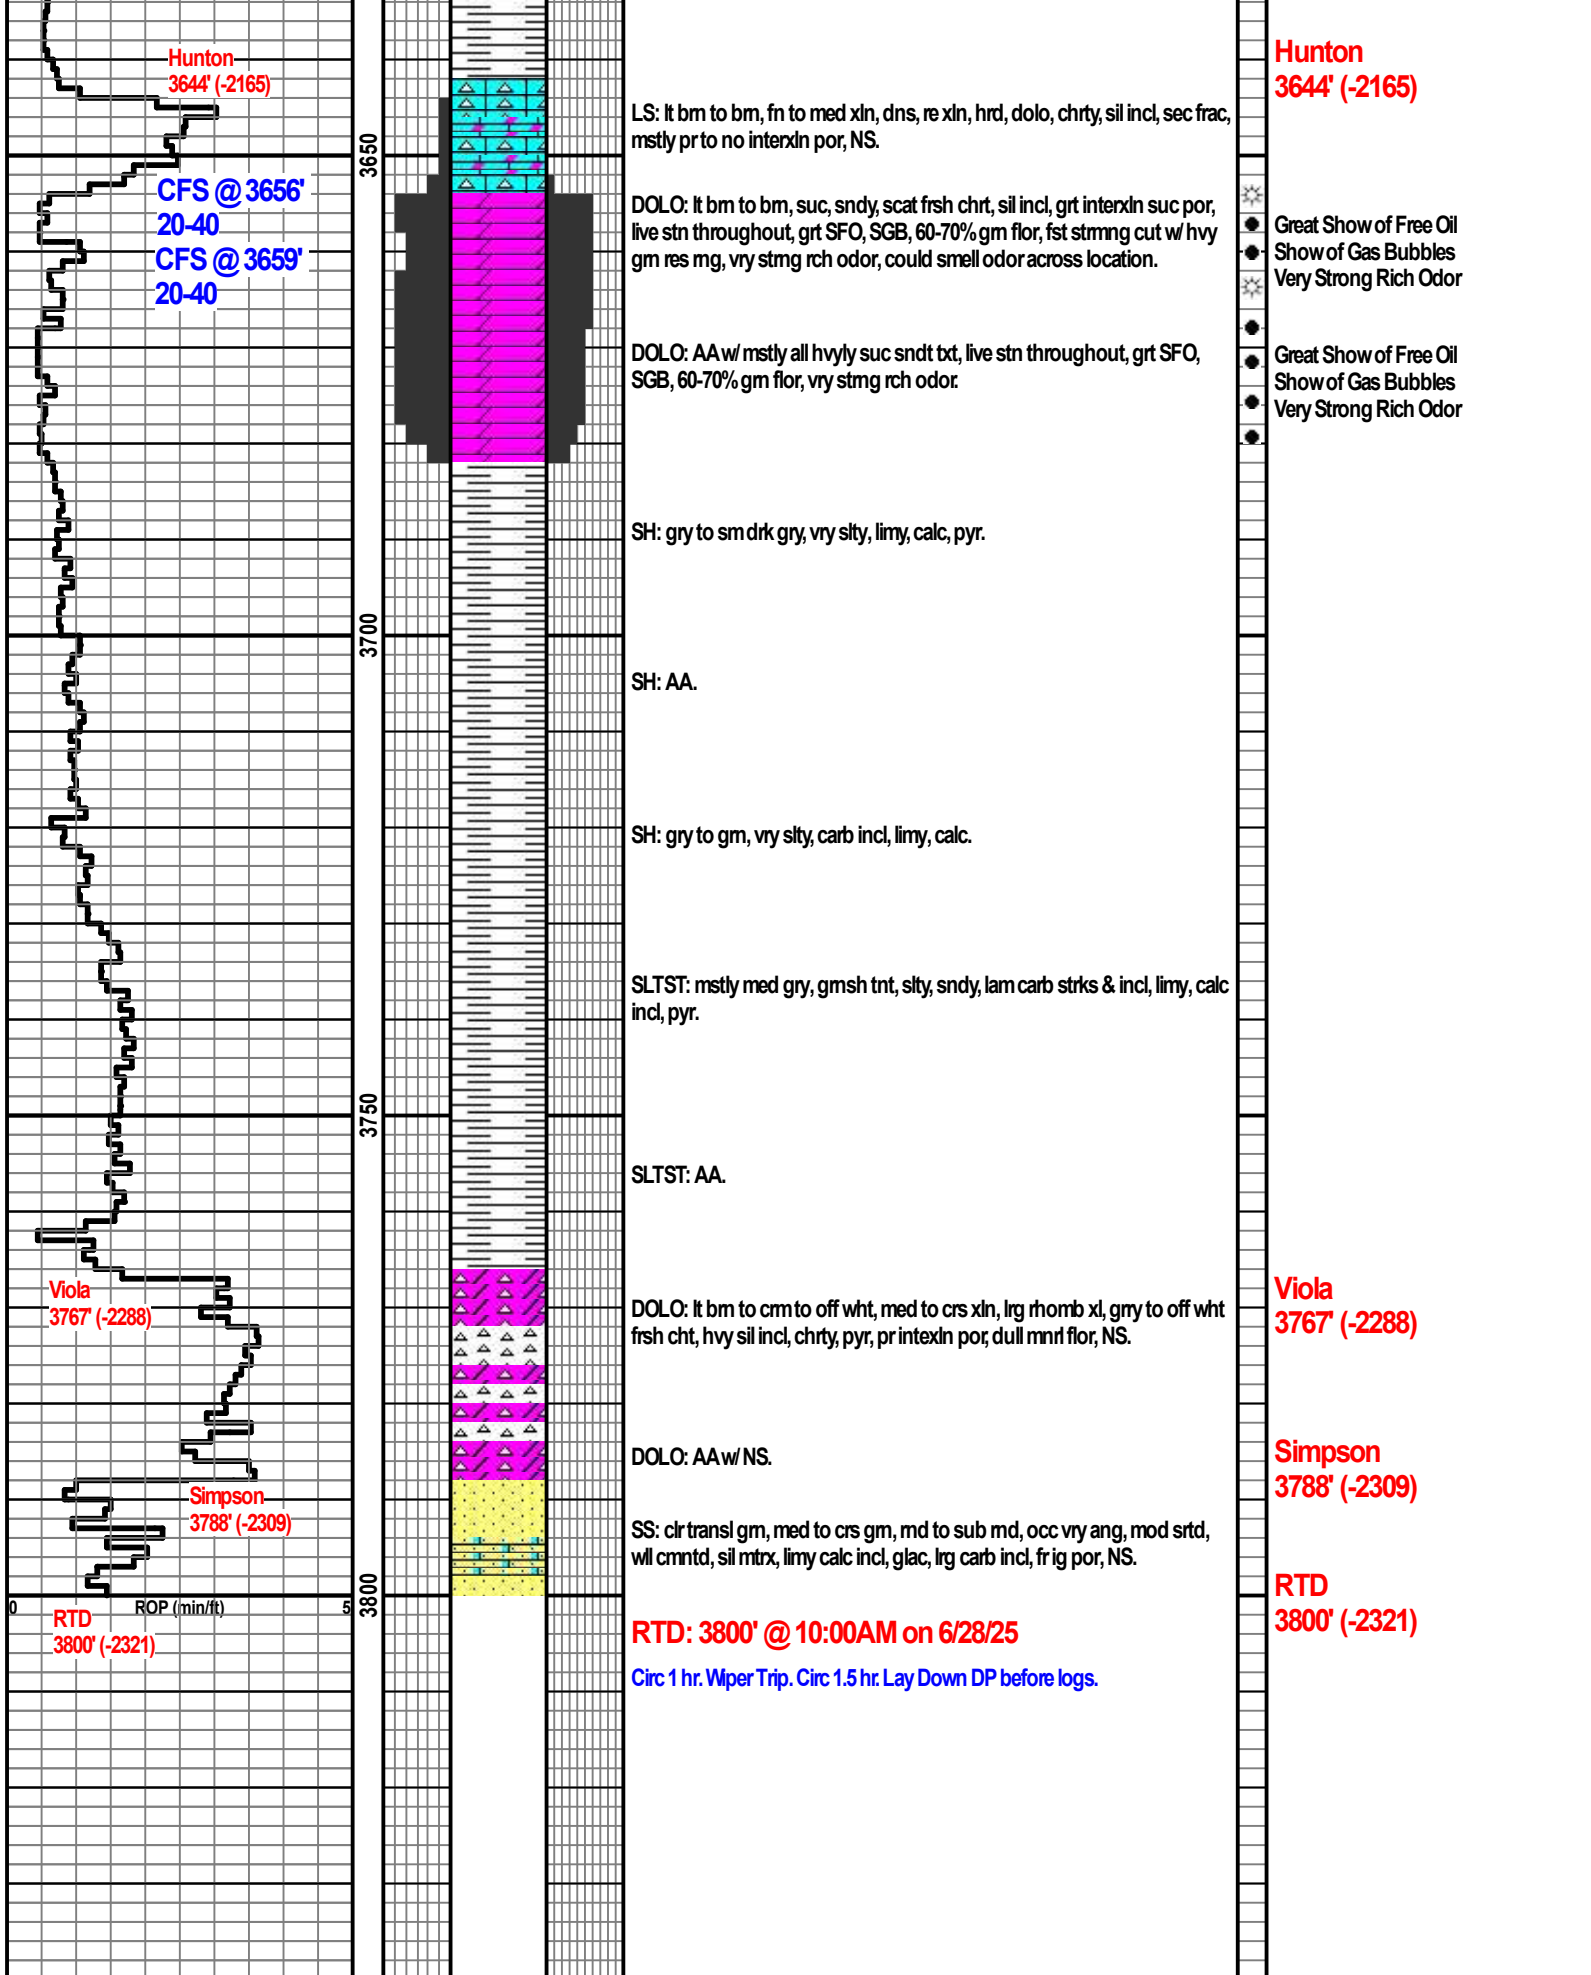 Hunton
3644' (-2165)
CFS @ 3656'
20-40
CFS @ 3659'
20-40
Viola
3767' (-2288)
Simpson
3788' (-2309)
0
ROP (min/ft)
5
RTD
3800' (-2321)
3650
3700
3750
3800
LS: lt brn to brn, fn to med xln, dns, re xln, hrd, dolo, chrty, sil incl, sec frac,
mstly pr to no interxln por, NS.
DOLO: lt brn to brn, suc, sndy, scat frsh chrt, sil incl, grt interxln suc por,
live stn throughout, grt SFO, SGB, 60-70% grn flor, fst strmng cut w/ hvy
grn res rng, vry strng rch odor, could smell odor across location.
DOLO: AA w/ mstly all hvyly suc sndt txt, live stn throughout, grt SFO,
SGB, 60-70% grn flor, vry strng rch odor.
SH: gry to sm drk gry, vry slty, limy, calc, pyr.
SH: AA.
SH: gry to grn, vry slty, carb incl, limy, calc.
SLTST: mstly med gry, grnsh tnt, slty, sndy, lam carb strks & incl, limy, calc
incl, pyr.
SLTST: AA.
DOLO: lt brn to crm to off wht, med to crs xln, lrg rhomb xl, grry to off wht
frsh cht, hvy sil incl, chrty, pyr, pr intexln por, dull mnrl flor, NS.
DOLO: AA w/ NS.
SS: clr transl grn, med to crs grn, rnd to sub rnd, occ vry ang, mod srtd,
wll cmntd, sil mtrx, limy calc incl, glac, lrg carb incl, fr ig por, NS.
RTD: 3800' @ 10:00AM on 6/28/25
Circ 1 hr. Wiper Trip. Circ 1.5 hr. Lay Down DP before logs.
Hunton
3644' (-2165)
Great Show of Free Oil
Show of Gas Bubbles
Very Strong Rich Odor
Great Show of Free Oil
Show of Gas Bubbles
Very Strong Rich Odor
Viola
3767' (-2288)
Simpson
3788' (-2309)
RTD
3800' (-2321)